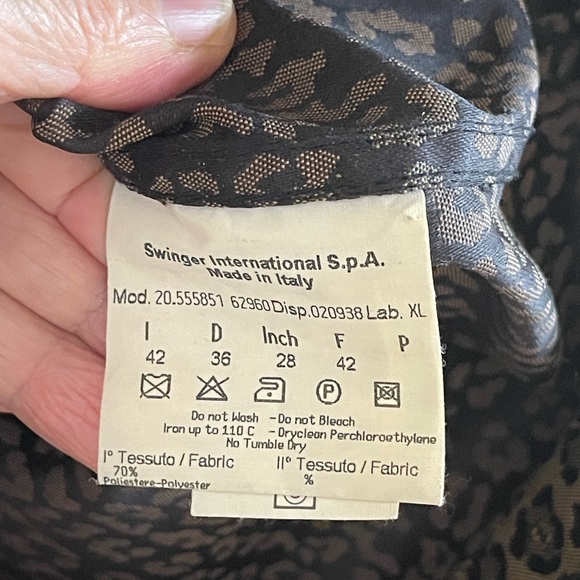 Swinger International S.p.A.
Made in Italy
Mod. 20.555851 62960 Disp.020938 Lab. XL
I D Inch F P
42 36 28 42
P
Do not Wash - Do not Bleach
Iron up to 110 C - Dryclean Perchloroethylene
No Tumble Dry
I° Tessuto / Fabric II° Tessuto / Fabric
70% %
Poliestere-Polyester